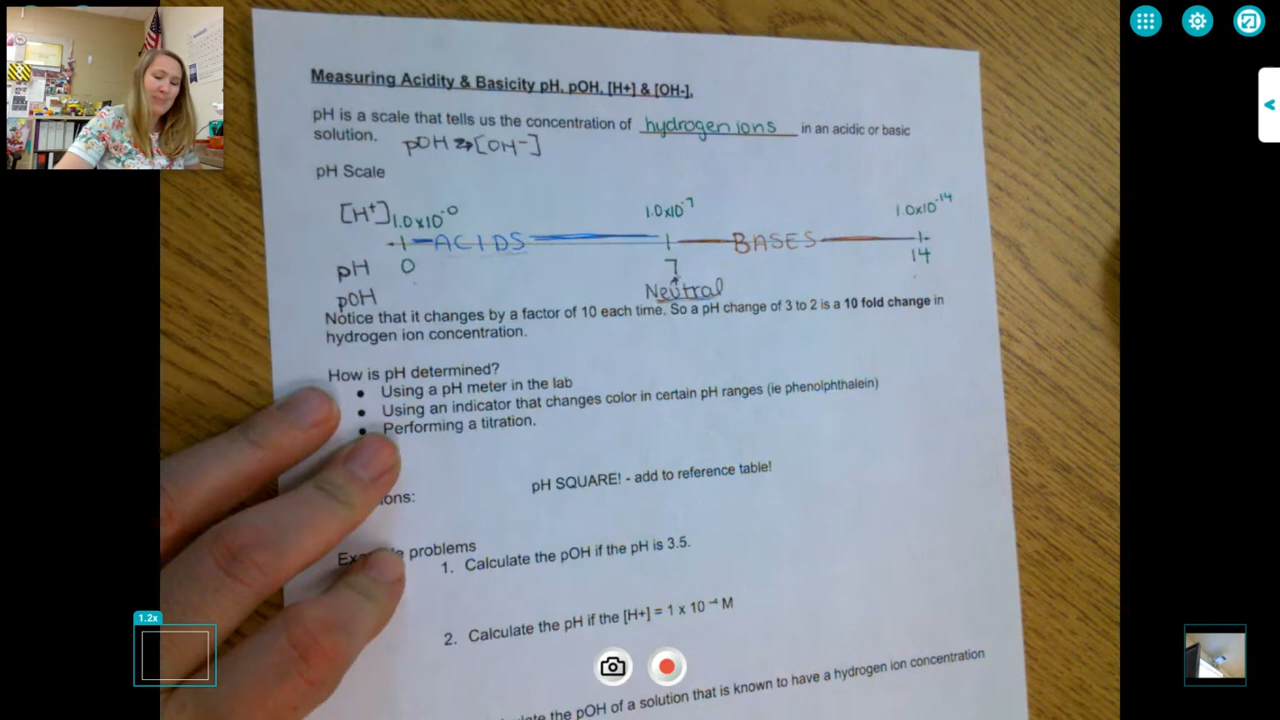 Measuring Acidity & Basicity pH, pOH, [H+] & [OH-],
pH is a scale that tells us the concentration of hydrogen ions in an acidic or basic
solution. pOH ⇒ [OH⁻]
pH Scale
[H⁺] 1.0x10⁻⁰ 1.0x10⁻⁷ 1.0x10⁻¹⁴
ACIDS BASES
pH 0 7 14
pOH Neutral
Notice that it changes by a factor of 10 each time. So a pH change of 3 to 2 is a 10 fold change in
hydrogen ion concentration.
How is pH determined?
• Using a pH meter in the lab
• Using an indicator that changes color in certain pH ranges (ie phenolphthalein)
• Performing a titration.
pH SQUARE! - add to reference table!
ons:
problems
1. Calculate the pOH if the pH is 3.5.
2. Calculate the pH if the [H+] = 1 x 10⁻⁴ M
the pOH of a solution that is known to have a hydrogen ion concentration
1.2x